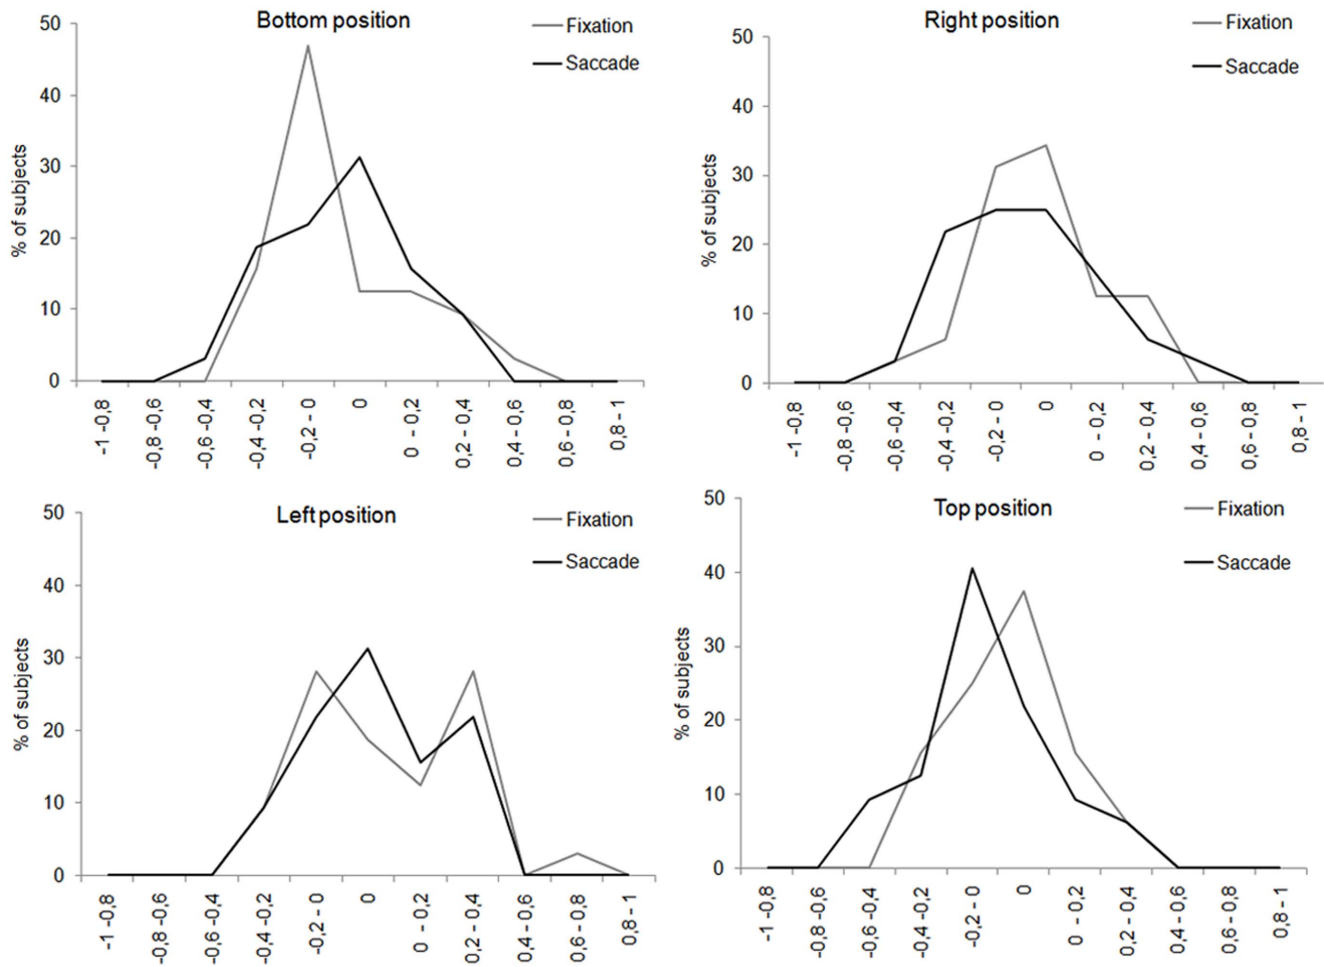 Bottom position
Fixation
Saccade
% of subjects
50
40
30
20
10
0
-1 -0,8
-0,8 -0,6
-0,6 -0,4
-0,4 -0,2
-0,2 - 0
0
0 - 0,2
0,2 - 0,4
0,4 - 0,6
0,6 - 0,8
0,8 - 1
Right position
Fixation
Saccade
% of subjects
50
40
30
20
10
0
-1 -0,8
-0,8 -0,6
-0,6 -0,4
-0,4 -0,2
-0,2 - 0
0
0 - 0,2
0,2 - 0,4
0,4 - 0,6
0,6 - 0,8
0,8 - 1
Left position
Fixation
Saccade
% of subjects
50
40
30
20
10
0
-1 -0,8
-0,8 -0,6
-0,6 -0,4
-0,4 -0,2
-0,2 - 0
0
0 - 0,2
0,2 - 0,4
0,4 - 0,6
0,6 - 0,8
0,8 - 1
Top position
Fixation
Saccade
% of subjects
50
40
30
20
10
0
-1 -0,8
-0,8 -0,6
-0,6 -0,4
-0,4 -0,2
-0,2 - 0
0
0 - 0,2
0,2 - 0,4
0,4 - 0,6
0,6 - 0,8
0,8 - 1